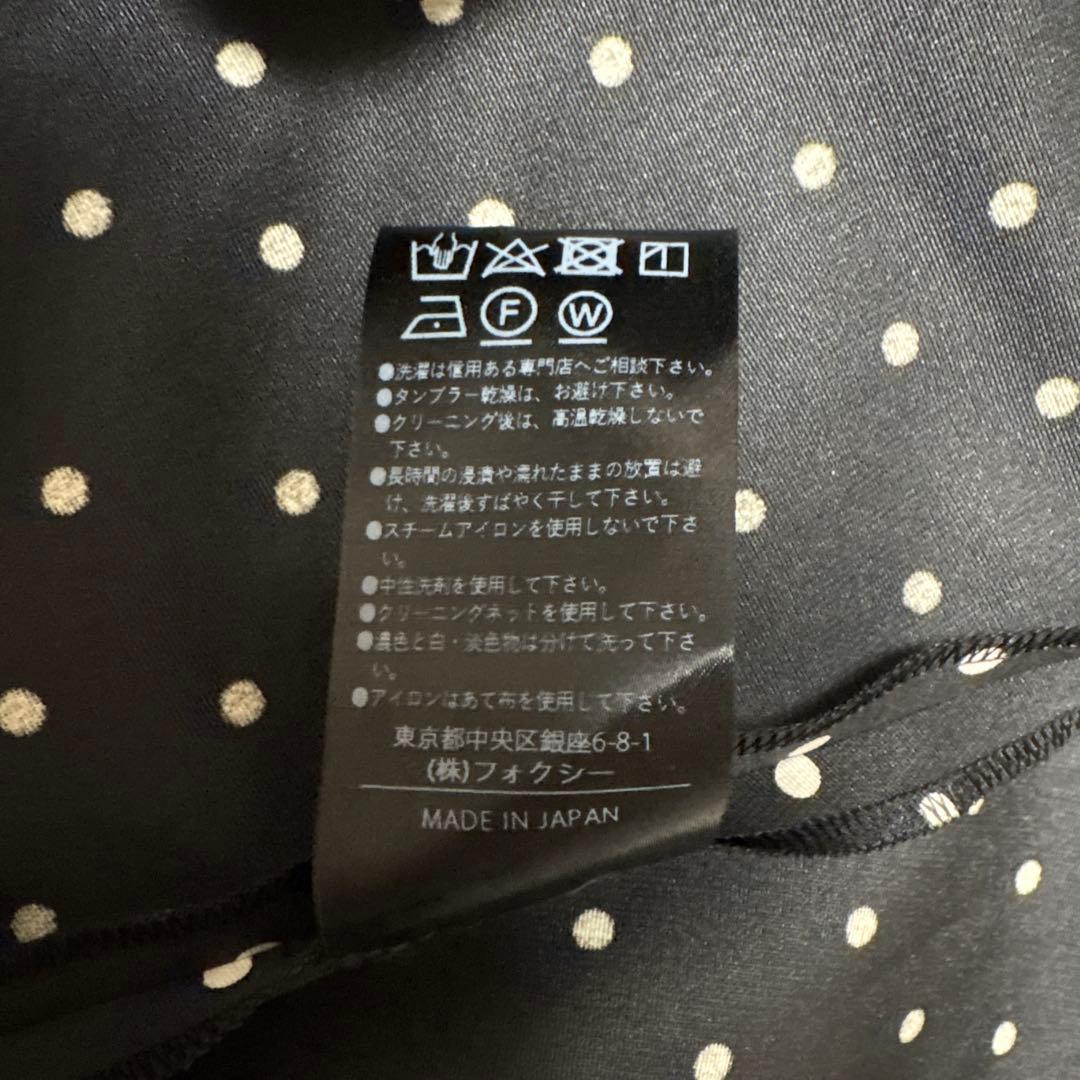 F W
●洗濯は信用ある専門店へご相談下さい。
●タンブラー乾燥は、お避け下さい。
●クリーニング後は、高温乾燥しないで
下さい。
●長時間の浸漬や濡れたままの放置は避
け、洗濯後すばやく干して下さい。
●スチームアイロンを使用しないで下さ
い。
●中性洗剤を使用して下さい。
●クリーニングネットを使用して下さい。
●濃色と白・淡色物は分けて洗って下さ
い。
●アイロンはあて布を使用して下さい。
東京都中央区銀座6-8-1
(株)フォクシー
MADE IN JAPAN